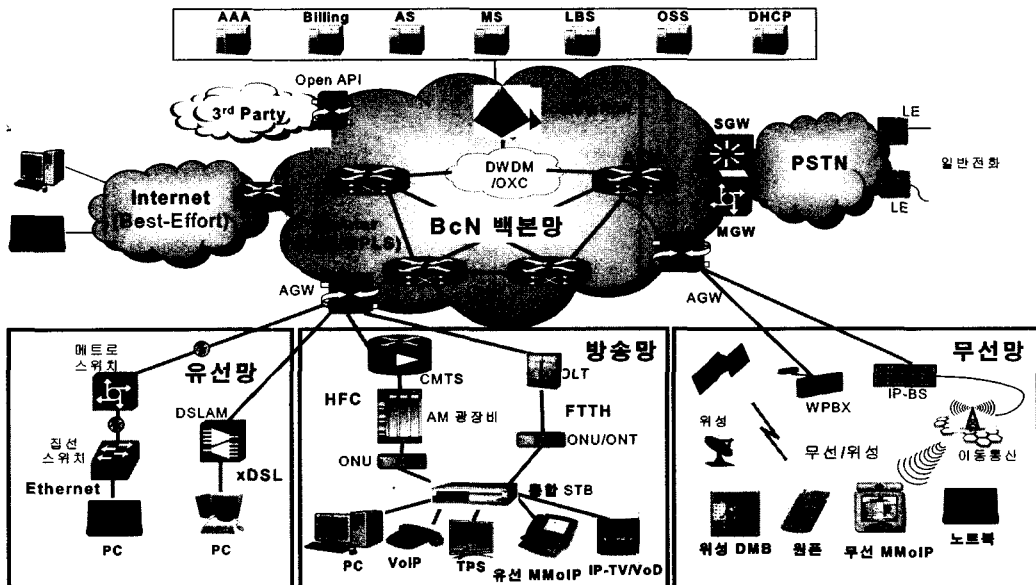 AAA Billing AS MS LBS OSS DHCP
Open API
3rd Party
SGW
LE
PSTN
일반전화
DWDM
/OXC
Internet
(Best-Effort)
BcN 백본망
MGW
LE
AGW
AGW
메트로
스위치
유선망
DSLAM
집선
스위치
Ethernet
xDSL
PC
PC
방송망
CMTS
OLT
HFC
AM 광장비
FTTH
ONU
ONU/ONT
통합 STB
PC
VoIP
TPS
유선 MMoIP
IP-TV/VoD
무선망
WPBX
IP-BS
위성
무선/위성
이동통산
위성 DMB
원폰
무선 MMoIP
노트북